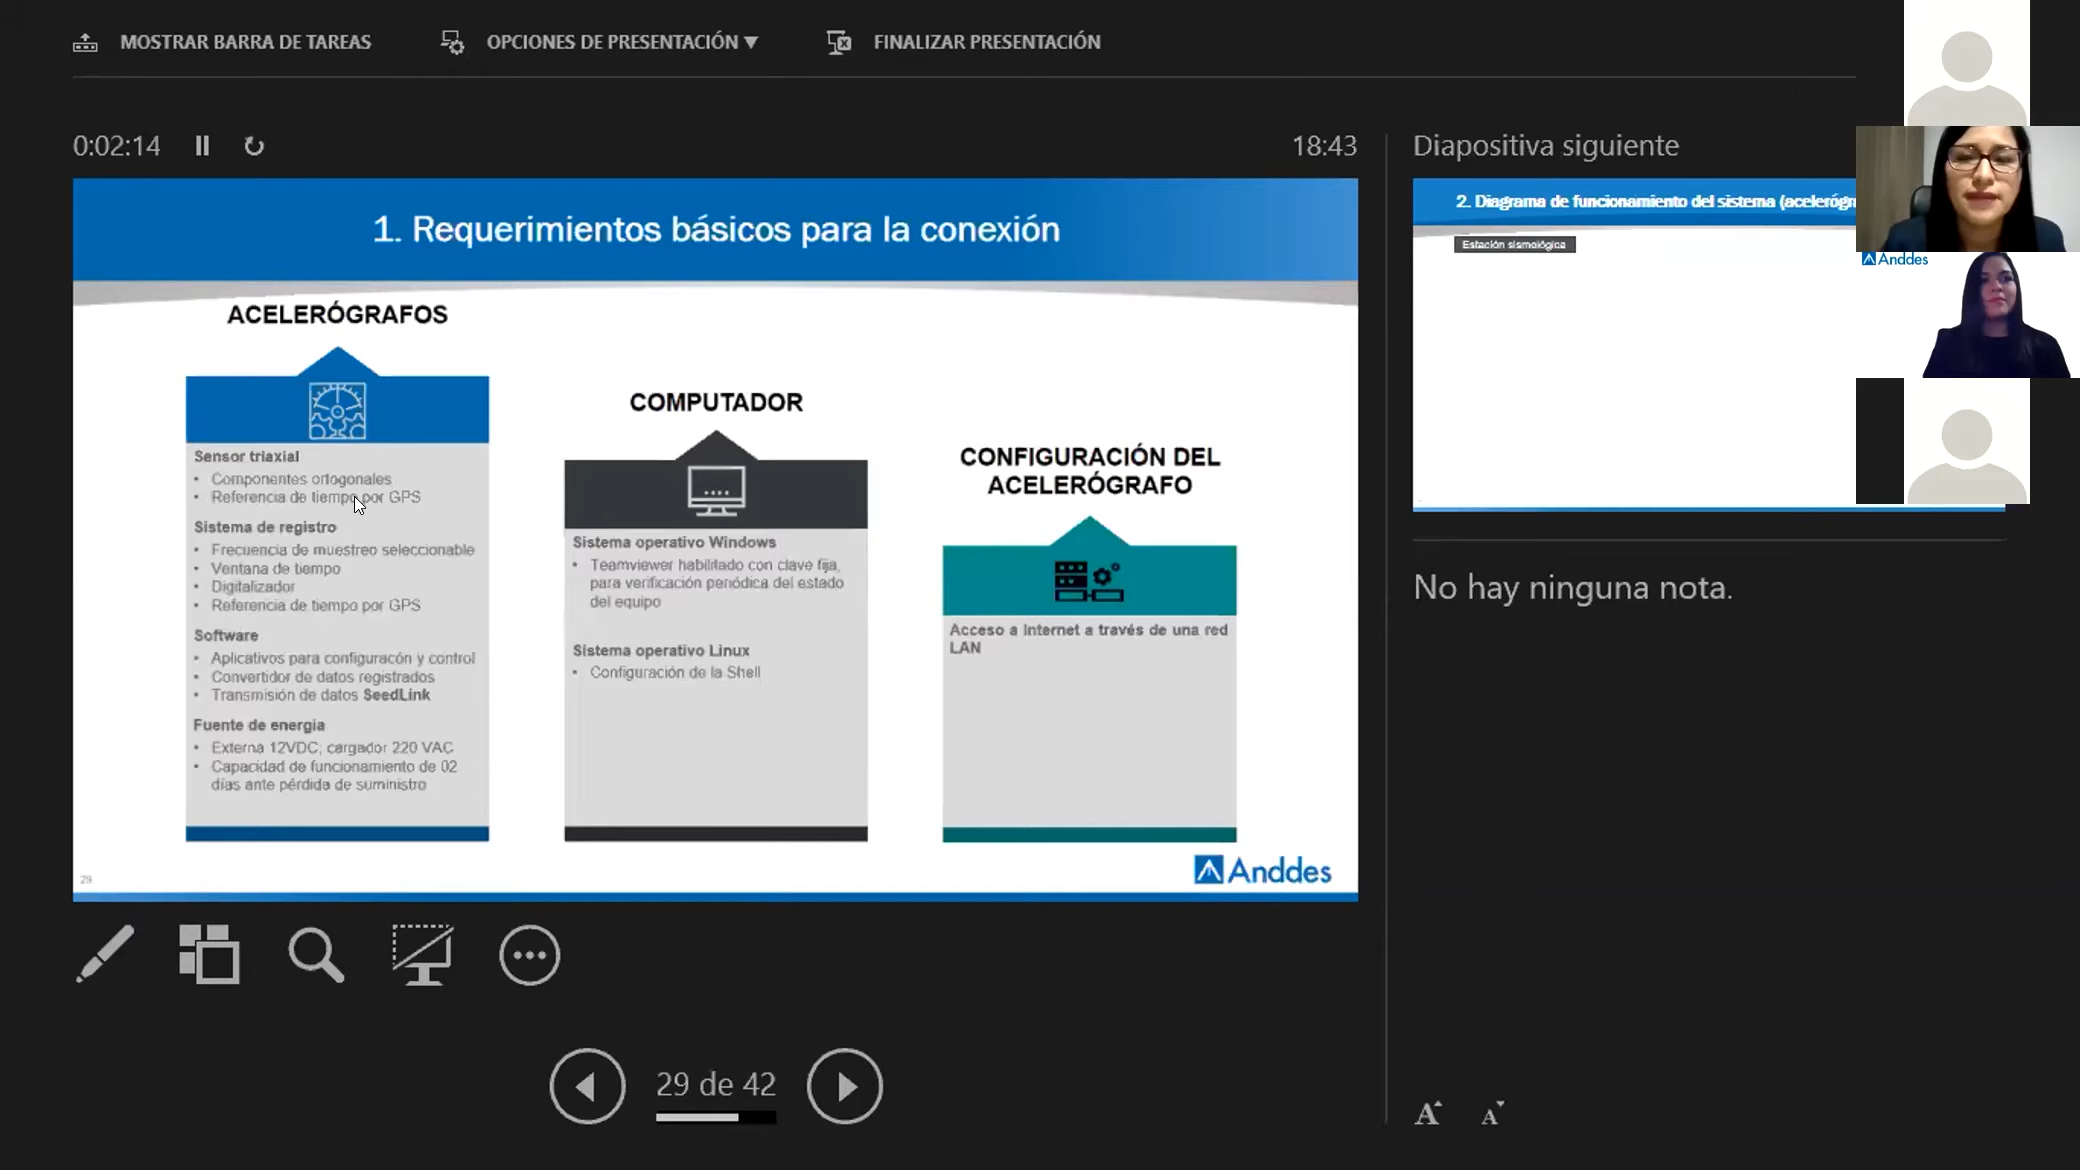 MOSTRAR BARRA DE TAREAS
OPCIONES DE PRESENTACIÓN
FINALIZAR PRESENTACIÓN
0:02:14
18:43
1. Requerimientos básicos para la conexión
ACELERÓGRAFOS
Sensor triaxial
• Componentes ortogonales
• Referencia de tiempo por GPS
Sistema de registro
• Frecuencia de muestreo seleccionable
• Ventana de tiempo
• Digitalizador
• Referencia de tiempo por GPS
Software
• Aplicativos para configuracón y control
• Convertidor de datos registrados
• Transmisión de datos SeedLink
Fuente de energía
• Externa 12VDC; cargador 220 VAC
• Capacidad de funcionamiento de 02
días ante pérdida de suministro
COMPUTADOR
Sistema operativo Windows
• Teamviewer habilitado con clave fija,
para verificación periódica del estado
del equipo
Sistema operativo Linux
• Configuración de la Shell
CONFIGURACIÓN DEL
ACELERÓGRAFO
Acceso a Internet a través de una red
LAN
29
Anddes
29 de 42
Diapositiva siguiente
2. Diagrama de funcionamiento del sistema (acelerógr
Estación sismológica
Anddes
No hay ninguna nota.
A A